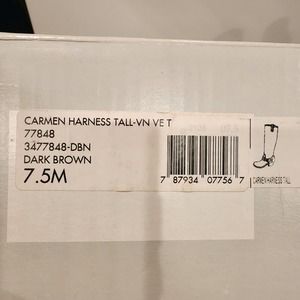 CARMEN HARNESS TALL-VN VE T
77848
3477848-DBN
DARK BROWN
7.5M
7 87934 07756 7
CARMEN HARNESS TALL